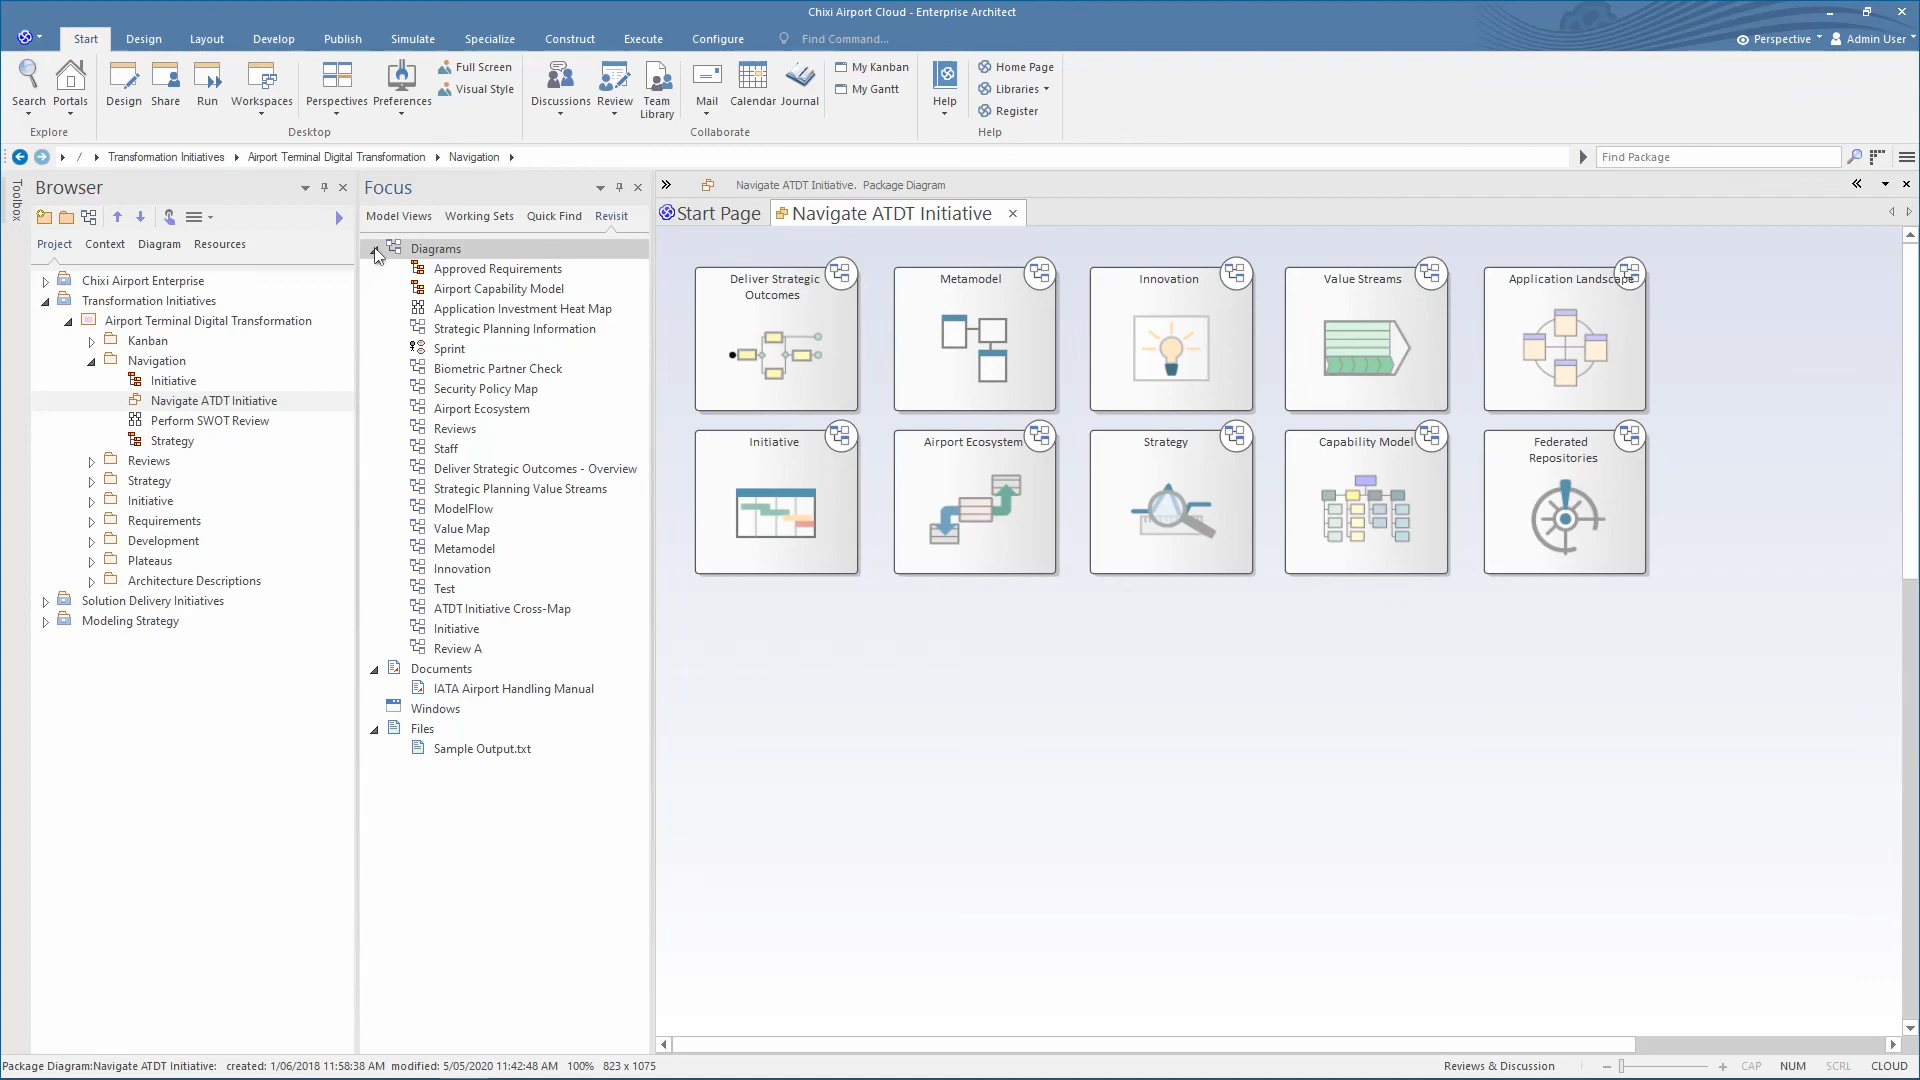 Chixi Airport Cloud - Enterprise Architect
Start Design Layout Develop Publish Simulate Specialize Construct Execute Configure Find Command... Perspective Admin User
Search Portals Design Share Run Workspaces Perspectives Preferences Full Screen Discussions Review Team Library Mail Calendar Journal My Kanban Help Home Page
Visual Style My Gantt Libraries
Register
Explore Desktop Collaborate Help
/ Transformation Initiatives Airport Terminal Digital Transformation Navigation Find Package
Toolbox
Browser
Project Context Diagram Resources
Chixi Airport Enterprise
Transformation Initiatives
Airport Terminal Digital Transformation
Kanban
Navigation
Initiative
Navigate ATDT Initiative
Perform SWOT Review
Strategy
Reviews
Strategy
Initiative
Requirements
Development
Plateaus
Architecture Descriptions
Solution Delivery Initiatives
Modeling Strategy
Focus
Model Views Working Sets Quick Find Revisit
Diagrams
Approved Requirements
Airport Capability Model
Application Investment Heat Map
Strategic Planning Information
Sprint
Biometric Partner Check
Security Policy Map
Airport Ecosystem
Reviews
Staff
Deliver Strategic Outcomes - Overview
Strategic Planning Value Streams
ModelFlow
Value Map
Metamodel
Innovation
Test
ATDT Initiative Cross-Map
Initiative
Review A
Documents
IATA Airport Handling Manual
Windows
Files
Sample Output.txt
Navigate ATDT Initiative. Package Diagram
Start Page Navigate ATDT Initiative
Deliver Strategic Outcomes
Metamodel
Innovation
Value Streams
Application Landscape
Initiative
Airport Ecosystem
Strategy
Capability Model
Federated Repositories
Package Diagram:Navigate ATDT Initiative: created: 1/06/2018 11:58:38 AM modified: 5/05/2020 11:42:48 AM 100% 823 x 1075 Reviews & Discussion CAP NUM SCRL CLOUD